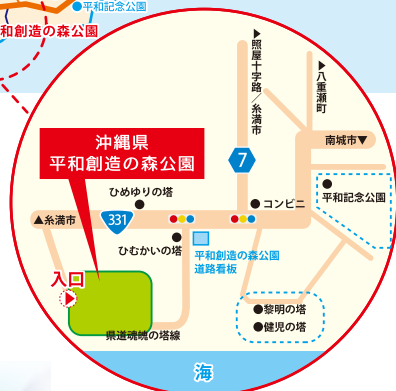 平和記念公園
和創造の森公園
▶照屋十字路/糸満市
▶八重瀬町
沖縄県
平和創造の森公園
7
南城市▼
ひめゆりの塔
コンビニ
平和記念公園
▲糸満市
331
ひむかいの塔
平和創造の森公園
道路看板
入口
黎明の塔
健児の塔
県道魂魄の塔線
海